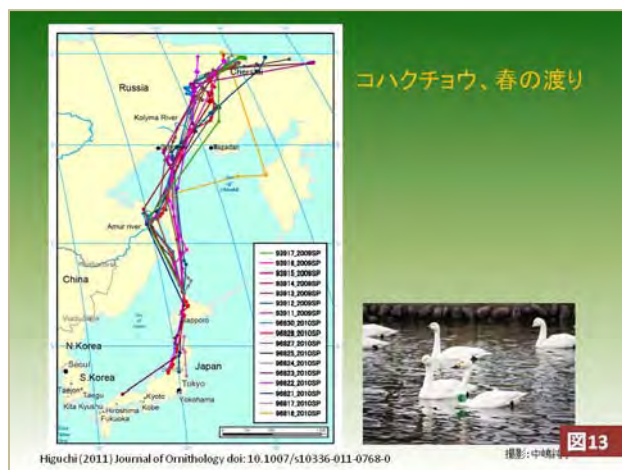 コハクチョウ、春の渡り
Russia
Kolyma River
Magadan
Amur river
China
Sapporo
N.Korea
Seoul
S.Korea
Taegu
Kita Kyushu
Hiroshima
Fukuoka
Kobe
Kyoto
Japan
Tokyo
Yokohama
93917_2009SP
93916_2009SP
93915_2009SP
93914_2009SP
93913_2009SP
93912_2009SP
93911_2009SP
96930_2010SP
96928_2010SP
96827_2010SP
96825_2010SP
96824_2010SP
96823_2010SP
96822_2010SP
96821_2010SP
96817_2010SP
96818_2010SP
Higuchi (2011) Journal of Ornithology doi: 10.1007/s10336-011-0768-0
図13